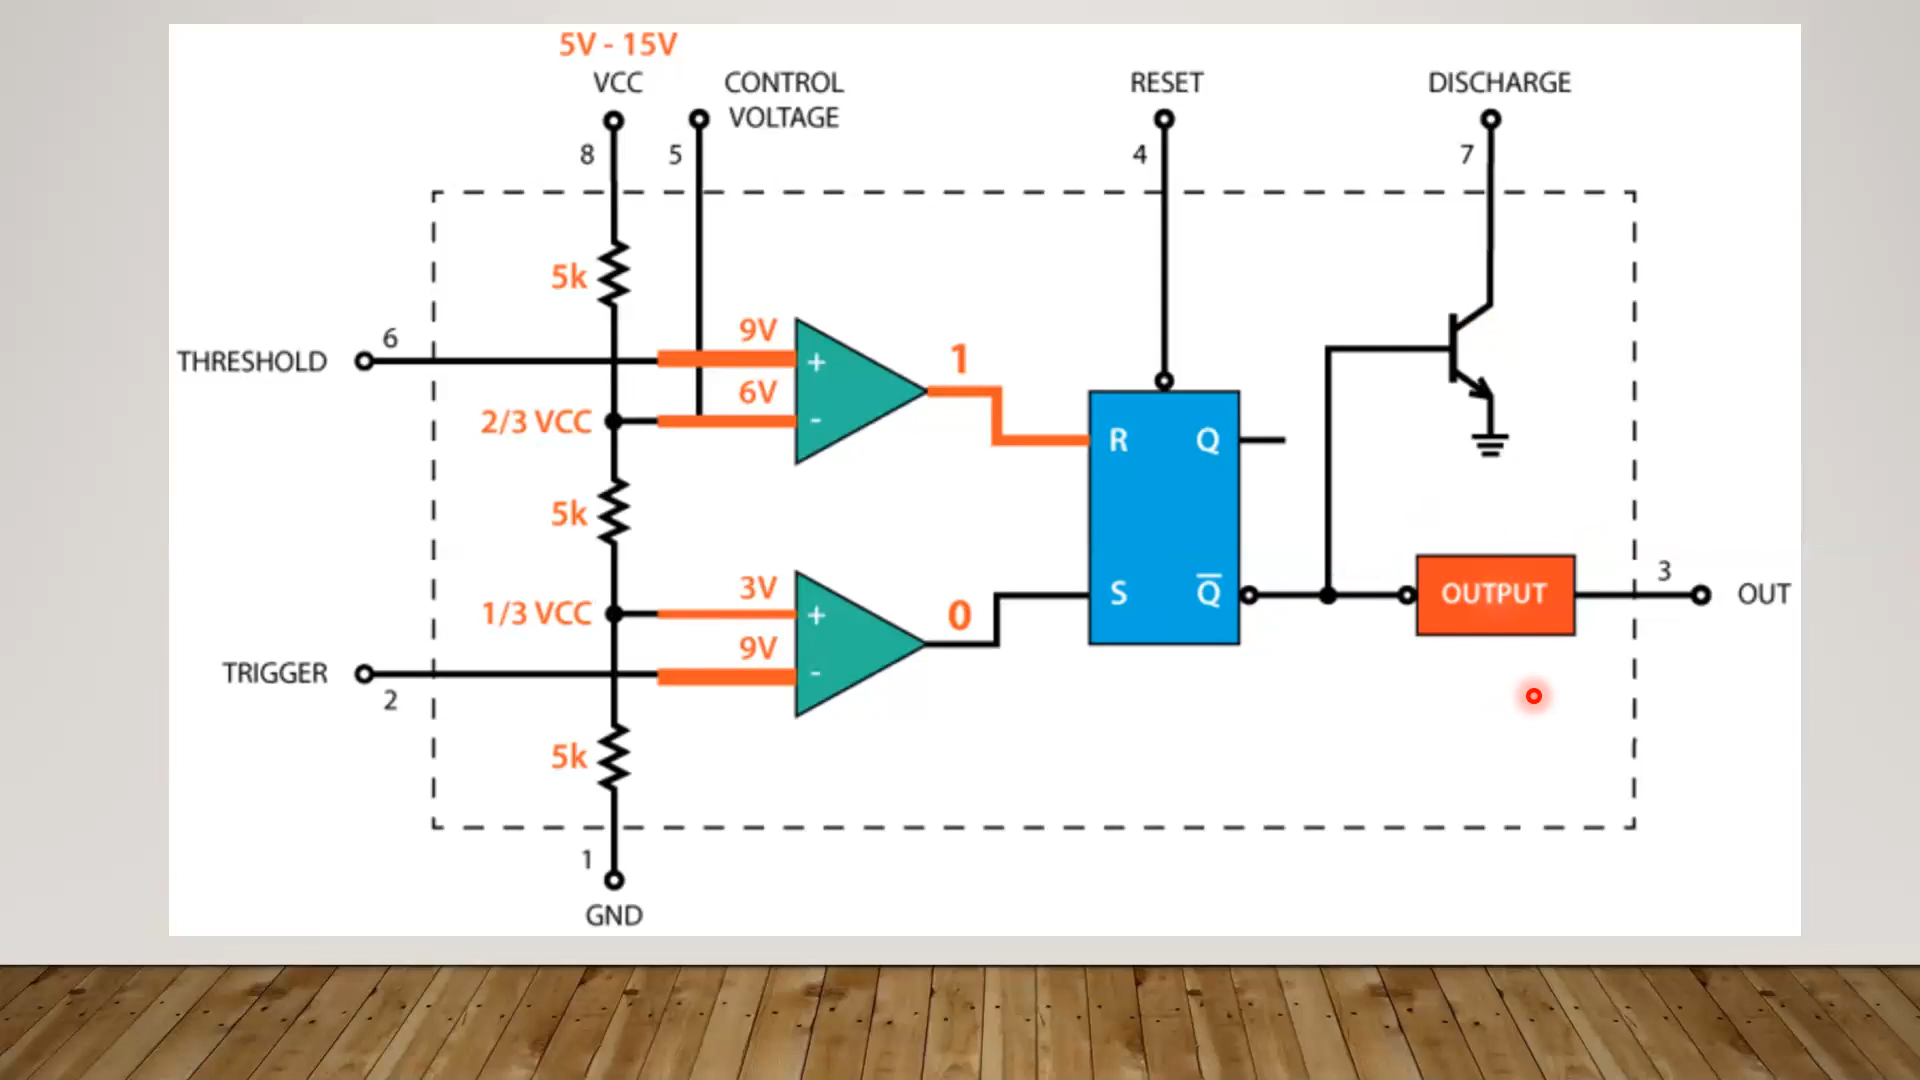 5V - 15V
VCC
CONTROL
VOLTAGE
RESET
DISCHARGE
8
5
4
7
5k
THRESHOLD
6
9V
+
1
6V
2/3 VCC
-
R
Q
5k
3V
1/3 VCC
+
0
S
Q̅
OUTPUT
3
OUT
9V
TRIGGER
-
2
5k
1
GND